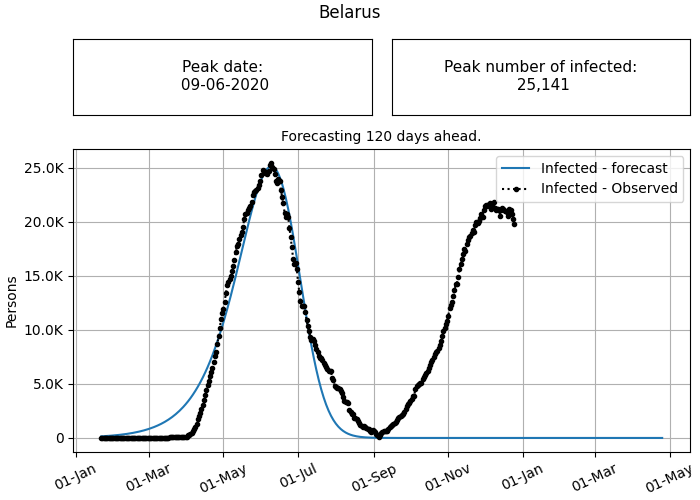 Belarus
Peak date:
09-06-2020
Peak number of infected:
25,141
Forecasting 120 days ahead.
Infected - forecast
Infected - Observed
Persons
25.0K
20.0K
15.0K
10.0K
5.0K
0
01-Jan
01-Mar
01-May
01-Jul
01-Sep
01-Nov
01-Jan
01-Mar
01-May